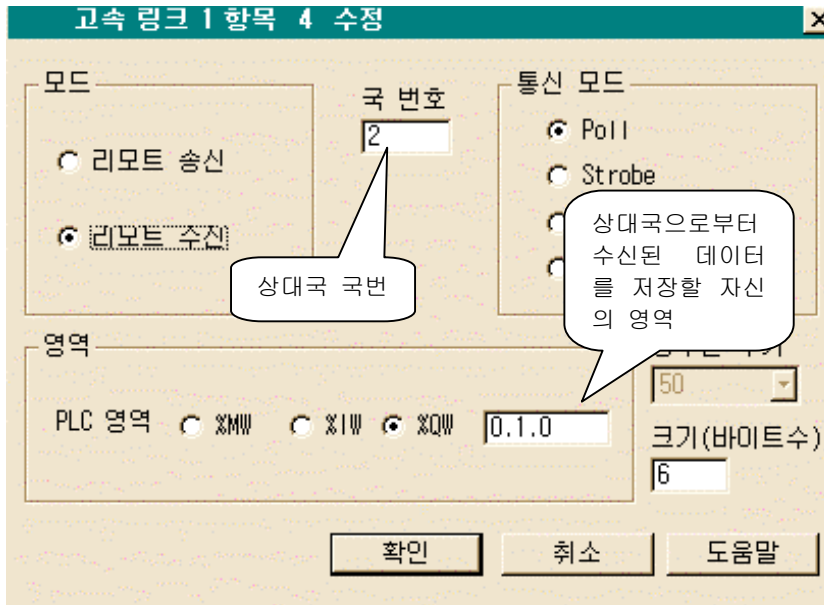 고속 링크 1 항목 4 수정
모드
리모트 송신
리모트 수신
국 번호
2
통신 모드
Poll
Strobe
상대국 국번
상대국으로부터
수신된 데이터
를 저장할 자신
의 영역
영역
PLC 영역 %MW %IW %QW 0.1.0
50
크기(바이트수)
6
확인 취소 도움말